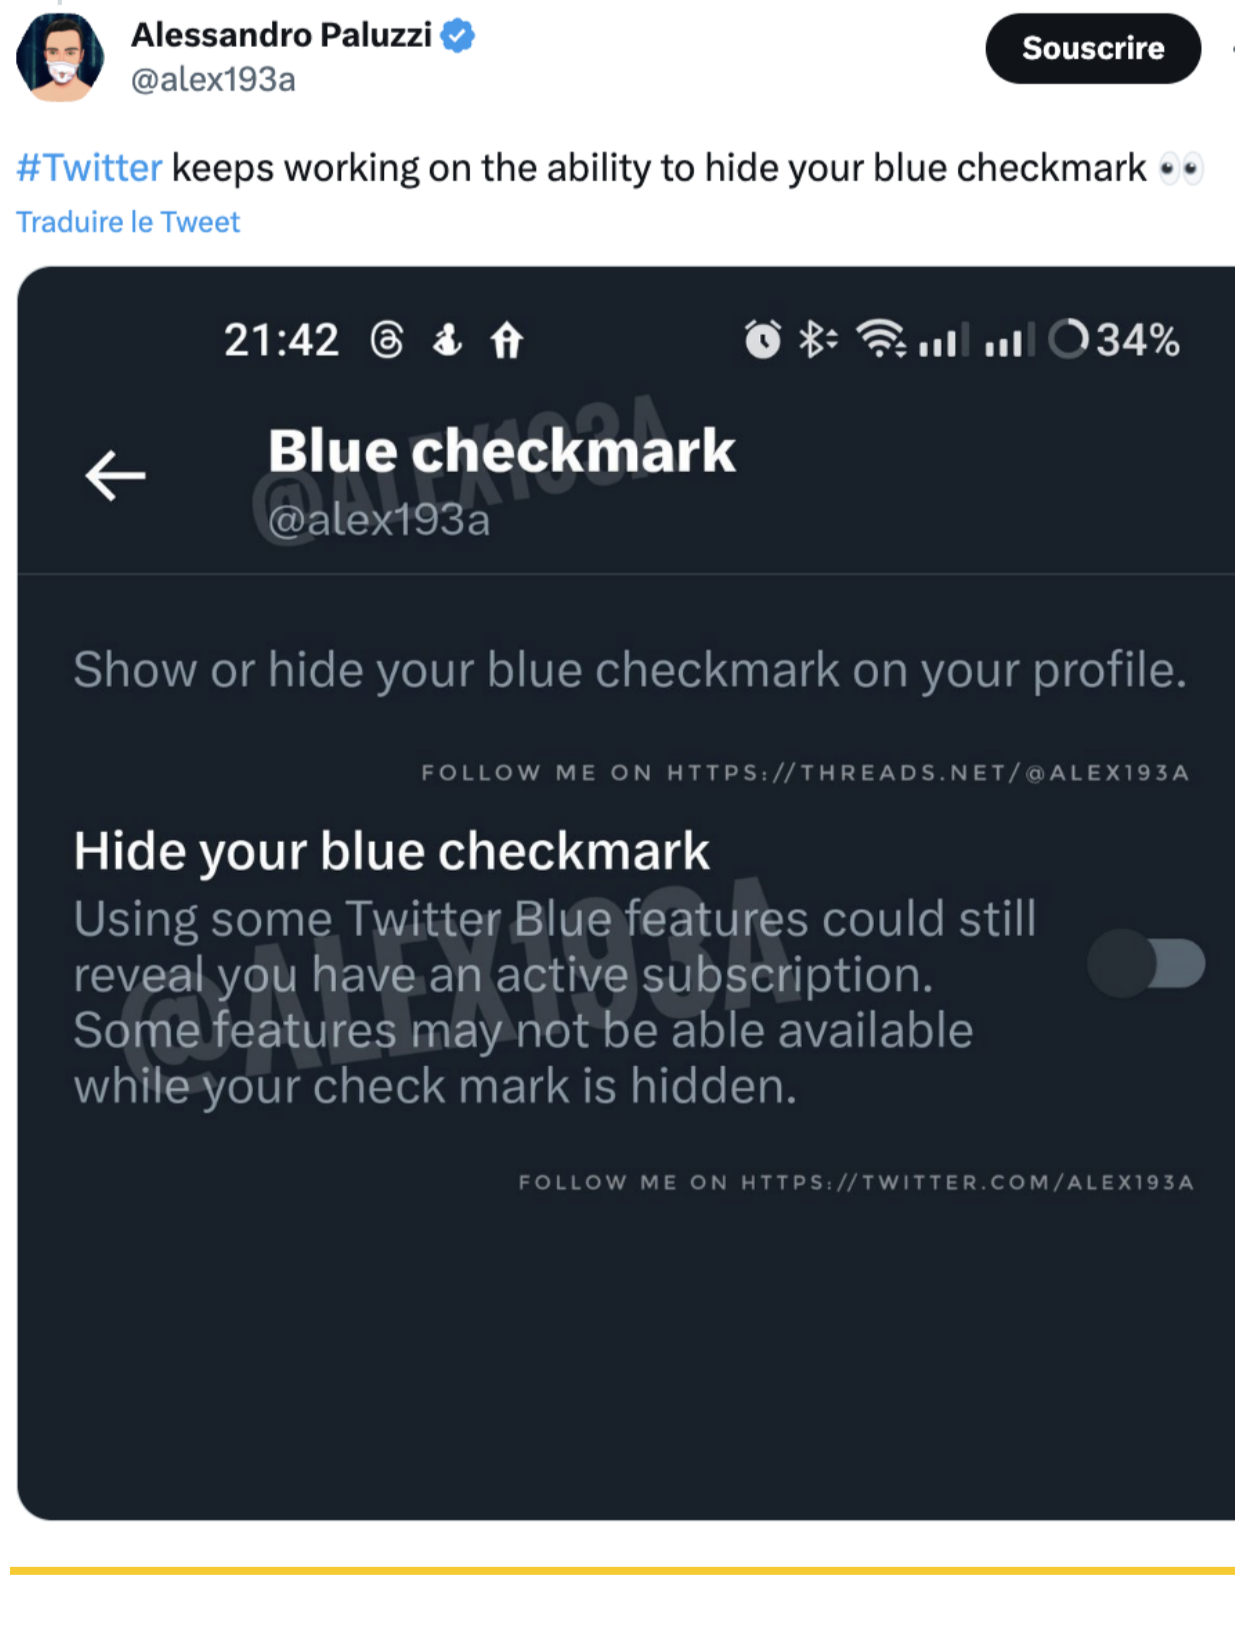 Alessandro Paluzzi
Souscrire
@alex193a
#Twitter keeps working on the ability to hide your blue checkmark 👀
Traduire le Tweet
21:42 34%
Blue checkmark
@ALEX193A
@alex193a
Show or hide your blue checkmark on your profile.
FOLLOW ME ON HTTPS://THREADS.NET/@ALEX193A
Hide your blue checkmark
Using some Twitter Blue features could still
reveal you have an active subscription.
Some features may not be able available
while your check mark is hidden.
@ALEX193A
FOLLOW ME ON HTTPS://TWITTER.COM/ALEX193A